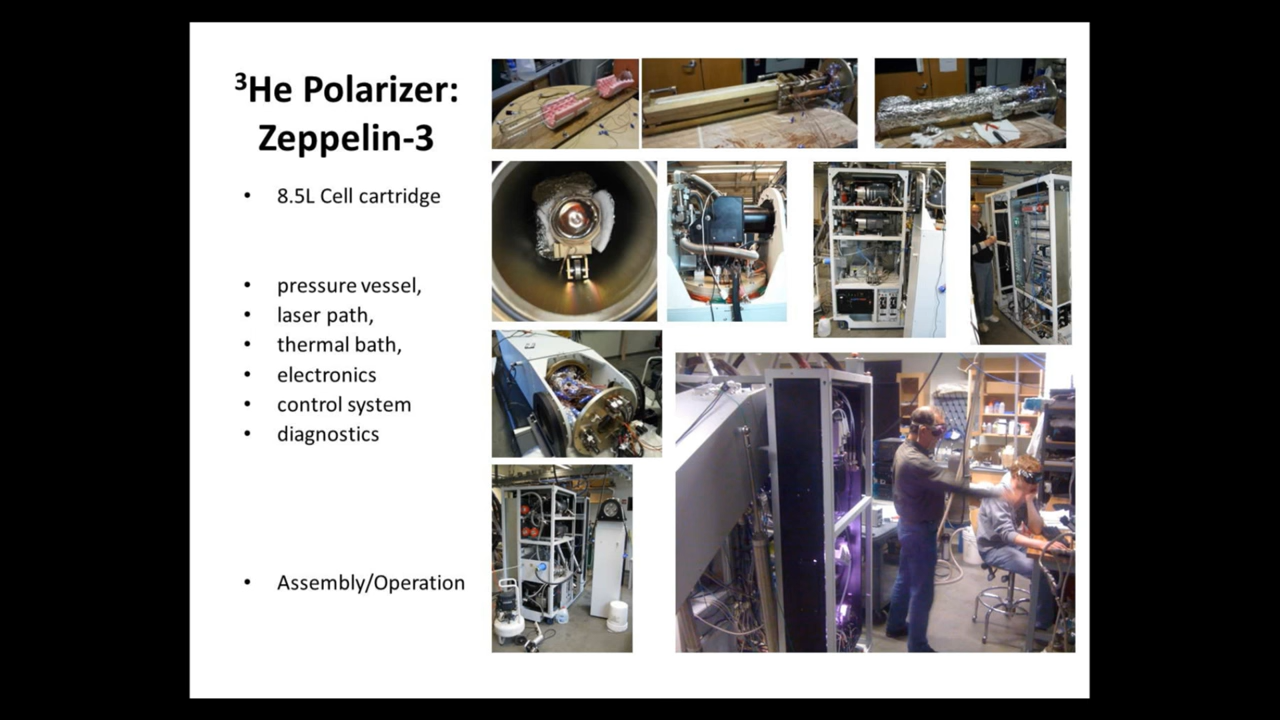 ³He Polarizer:
Zeppelin-3
• 8.5L Cell cartridge
• pressure vessel,
• laser path,
• thermal bath,
• electronics
• control system
• diagnostics
• Assembly/Operation